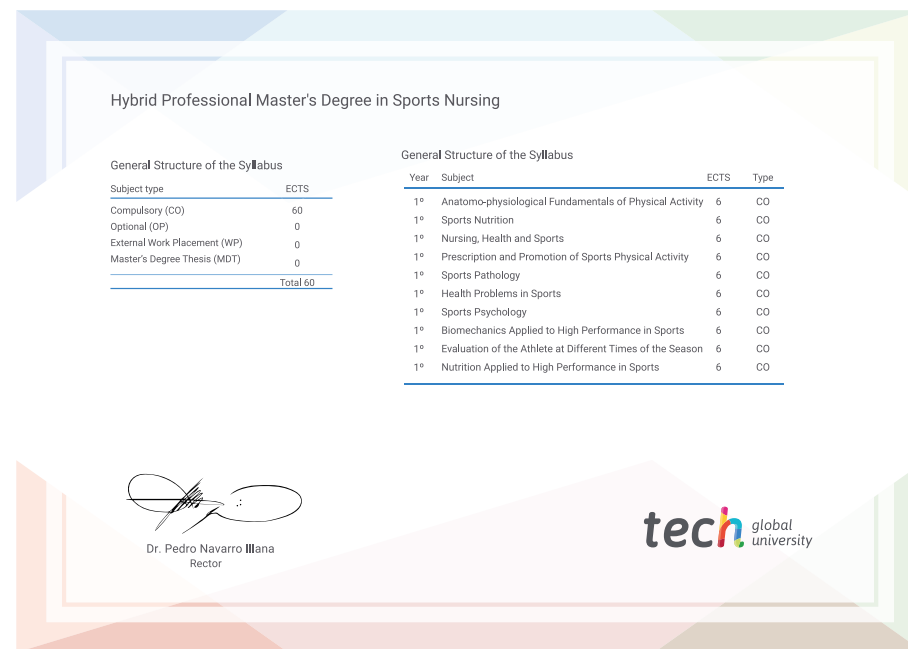 Hybrid Professional Master's Degree in Sports Nursing
General Structure of the Syllabus
Subject type ECTS
Compulsory (CO) 60
Optional (OP) 0
External Work Placement (WP) 0
Master's Degree Thesis (MDT) 0
Total 60
General Structure of the Syllabus
Year Subject ECTS Type
1º Anatomo-physiological Fundamentals of Physical Activity 6 CO
1º Sports Nutrition 6 CO
1º Nursing, Health and Sports 6 CO
1º Prescription and Promotion of Sports Physical Activity 6 CO
1º Sports Pathology 6 CO
1º Health Problems in Sports 6 CO
1º Sports Psychology 6 CO
1º Biomechanics Applied to High Performance in Sports 6 CO
1º Evaluation of the Athlete at Different Times of the Season 6 CO
1º Nutrition Applied to High Performance in Sports 6 CO
Dr. Pedro Navarro Illana
Rector
tech global
university